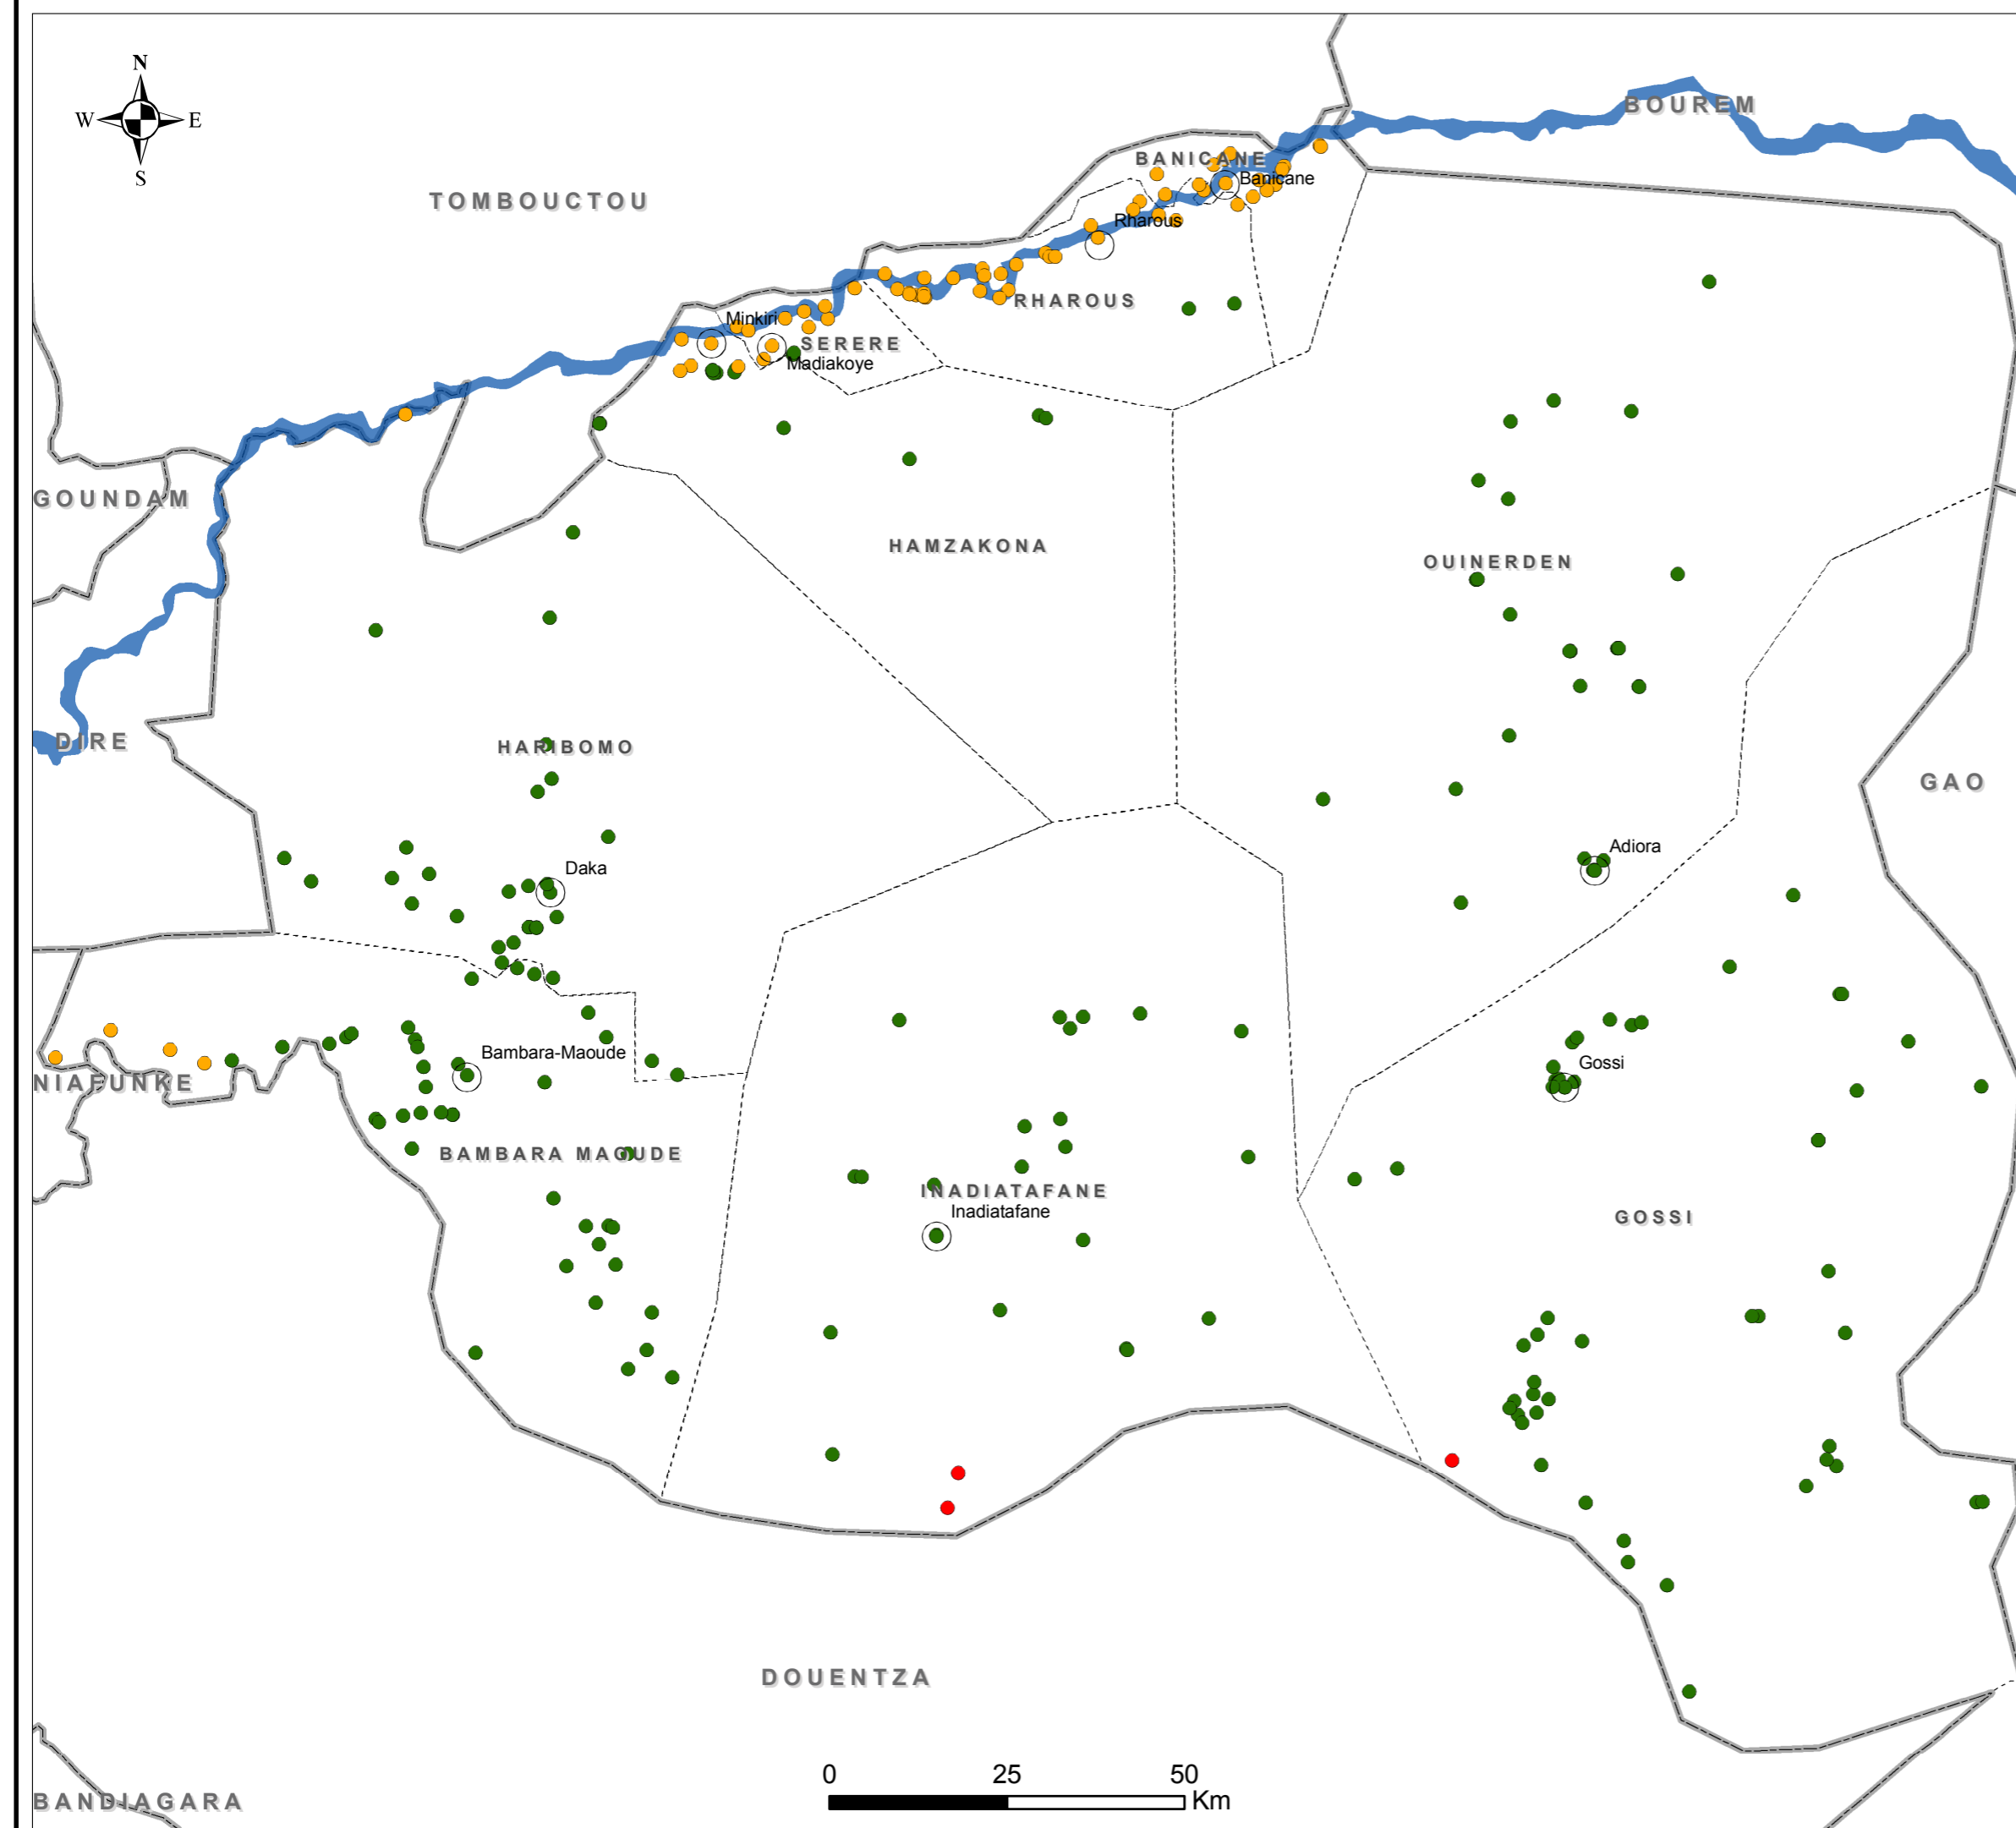 N
W E
S
BOUREM
BANICANE
Banicane
TOMBOUCTOU
Rharous
RHAROUS
Minkiri
SERERE
Madiakoye
GOUNDAM
HAMZAKONA
OUINERDEN
DIRE
HARIBOMO
GAO
Adiora
Daka
Bambara-Maoude
Gossi
NIAFUNKE
BAMBARA MAOUDE
INADIATAFANE
Inadiatafane
GOSSI
DOUENTZA
0 25 50
Km
BANDIAGARA